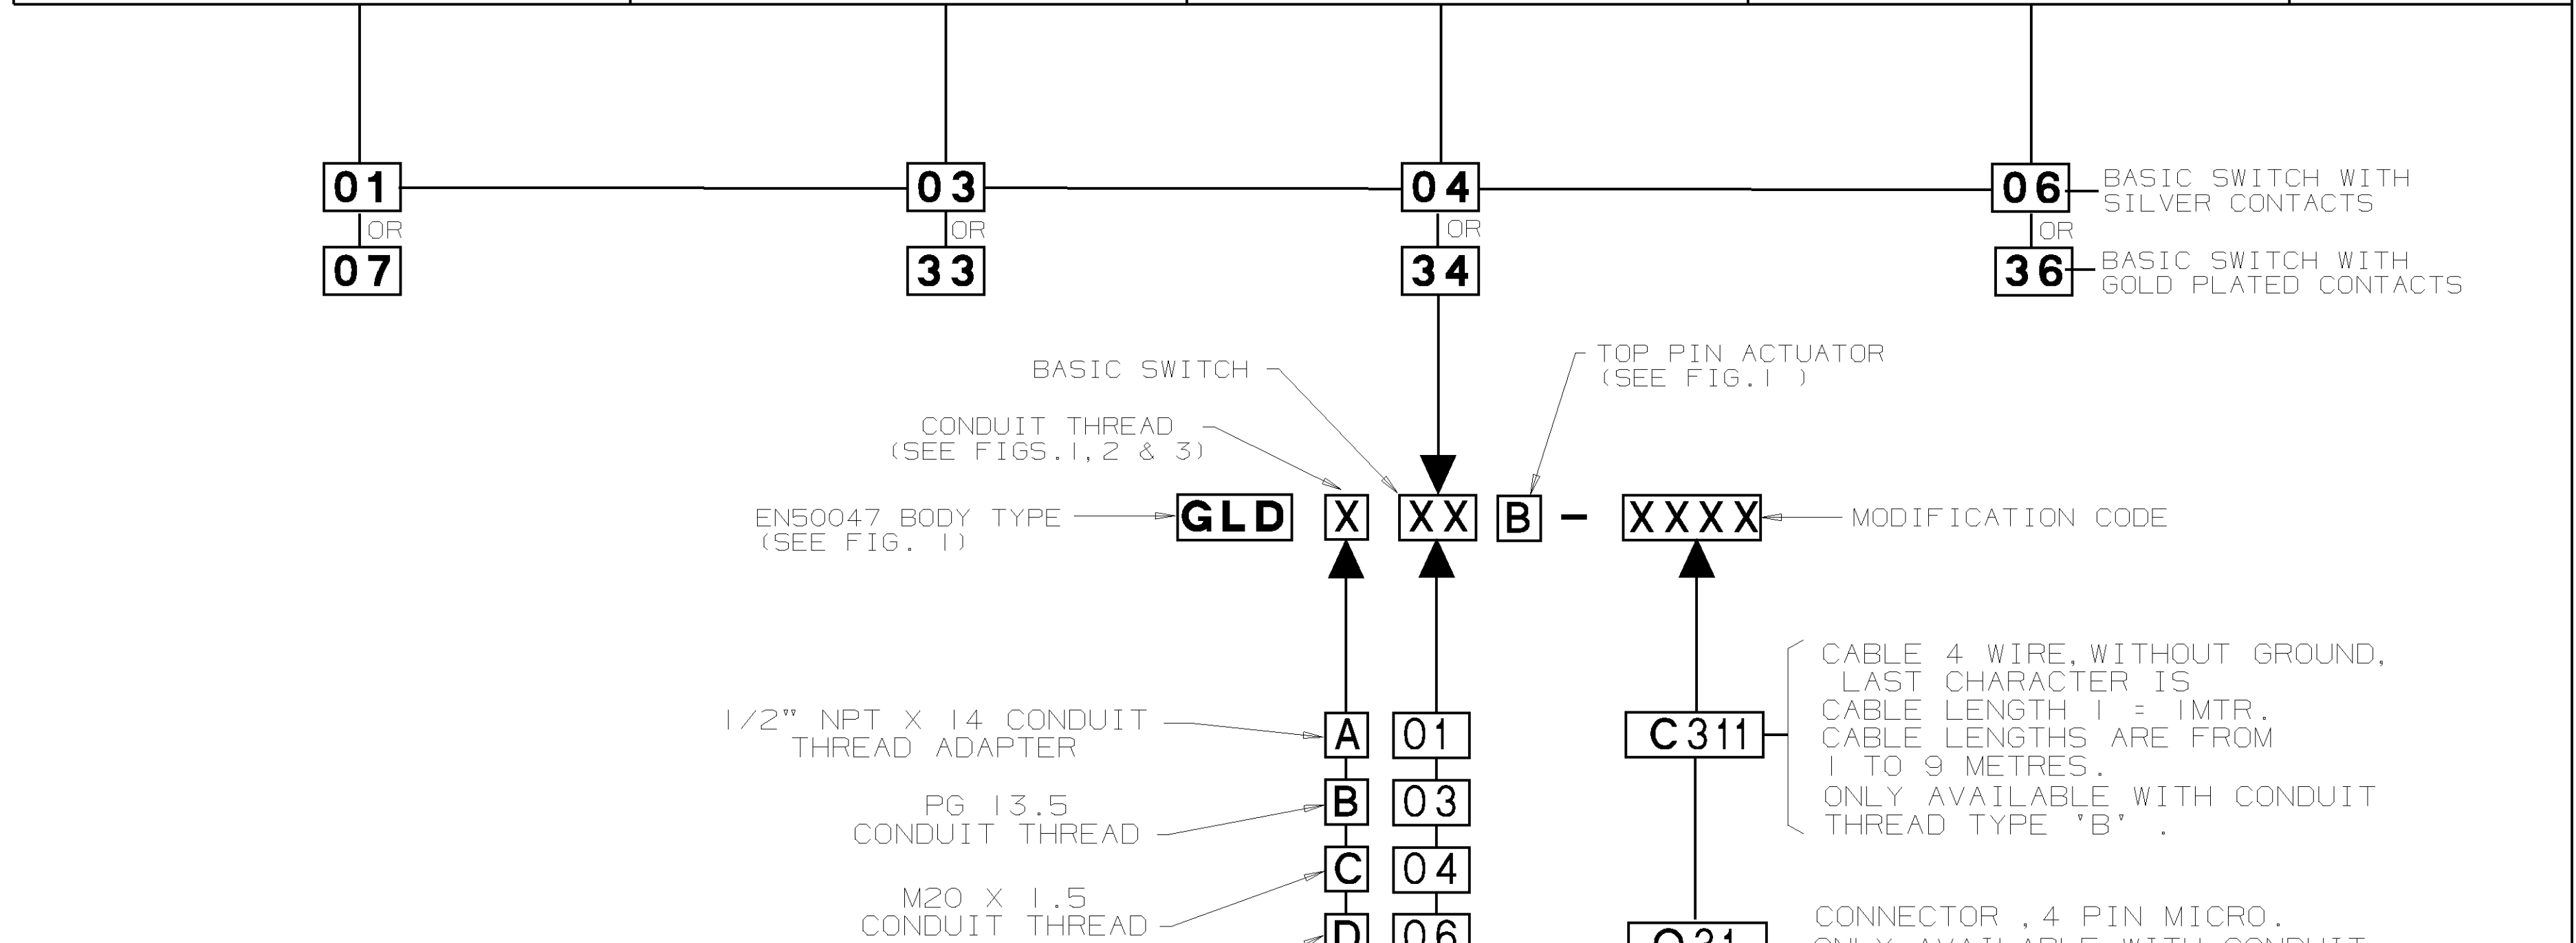 01
03
04
06
BASIC SWITCH WITH
SILVER CONTACTS
OR
OR
OR
OR
07
33
34
36
BASIC SWITCH WITH
GOLD PLATED CONTACTS
BASIC SWITCH
TOP PIN ACTUATOR
(SEE FIG.1 )
CONDUIT THREAD
(SEE FIGS.1,2 & 3)
EN50047 BODY TYPE
(SEE FIG. 1)
GLD X XX B - XXXX
MODIFICATION CODE
1/2" NPT X 14 CONDUIT
THREAD ADAPTER
A
01
C311
CABLE 4 WIRE,WITHOUT GROUND,
LAST CHARACTER IS
CABLE LENGTH 1 = 1MTR.
CABLE LENGTHS ARE FROM
1 TO 9 METRES.
ONLY AVAILABLE WITH CONDUIT
THREAD TYPE 'B' .
PG 13.5
CONDUIT THREAD
B
03
M20 X 1.5
CONDUIT THREAD
C
04
D
06
CONNECTOR ,4 PIN MICRO.
ONLY AVAILABLE WITH CONDUIT